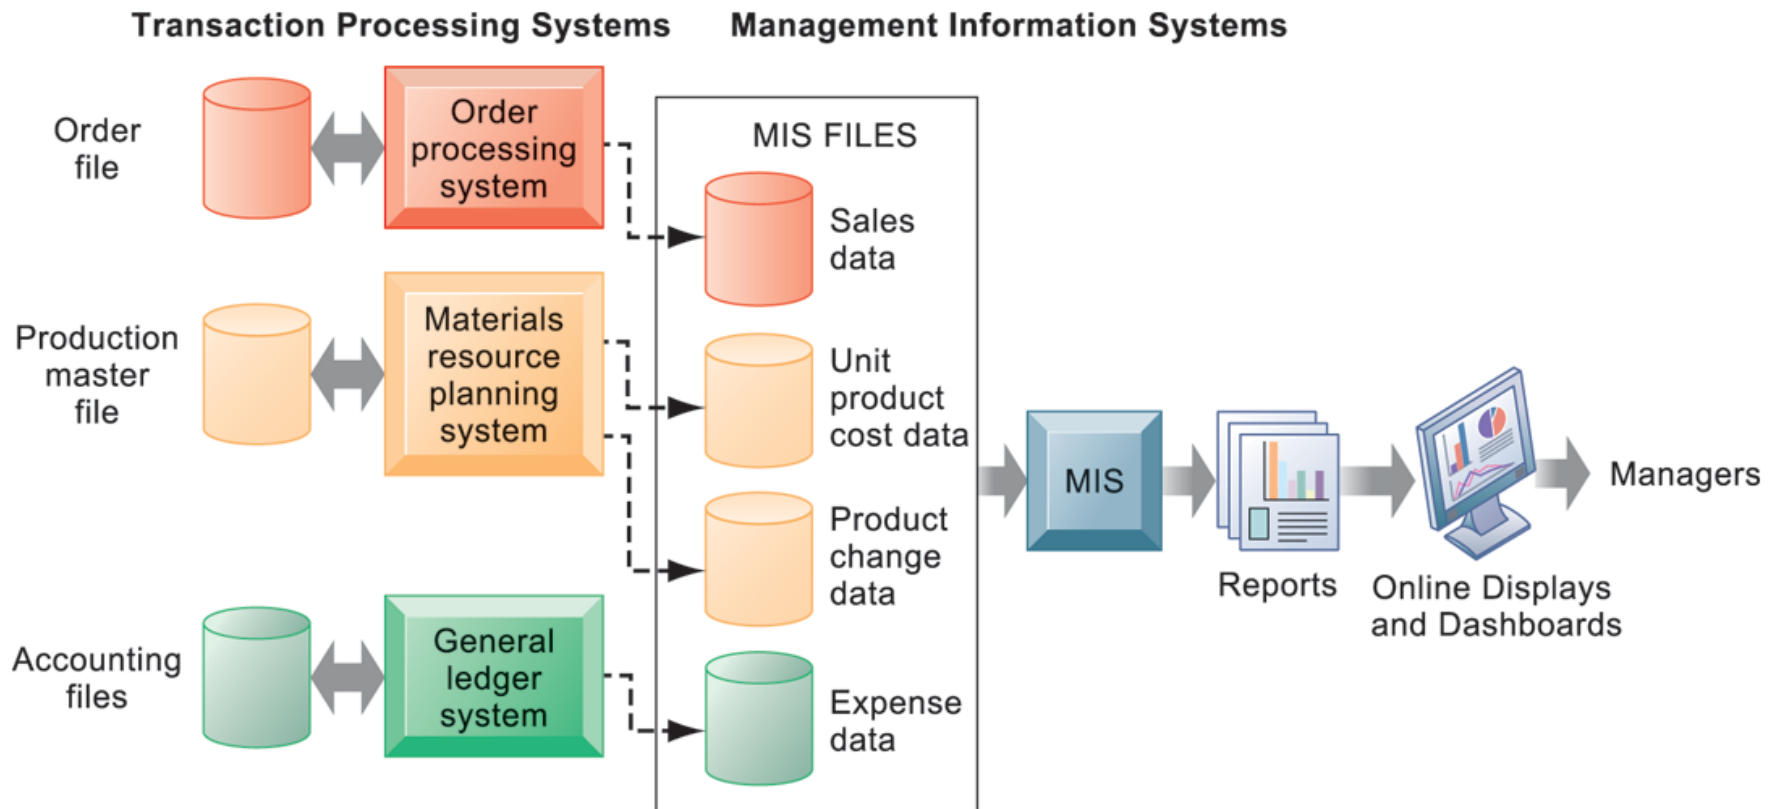 Transaction Processing Systems
Management Information Systems
Order
file
Order
processing
system
MIS FILES
Sales
data
Production
master
file
Materials
resource
planning
system
Unit
product
cost data
Product
change
data
Accounting
files
General
ledger
system
Expense
data
MIS
Reports
Online Displays
and Dashboards
Managers